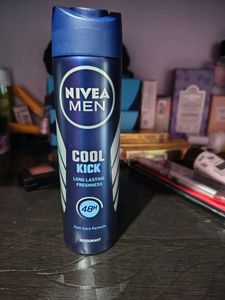 NIVEA
MEN
COOL
KICK
LONG LASTING
FRESHNESS
48H
DEODORANT